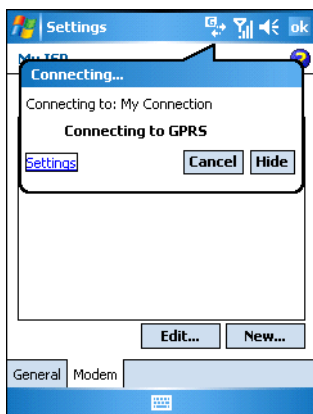 Settings
ok
My ISP
Connecting...
Connecting to: My Connection
Connecting to GPRS
Settings
Cancel
Hide
Edit...
New...
General
Modem